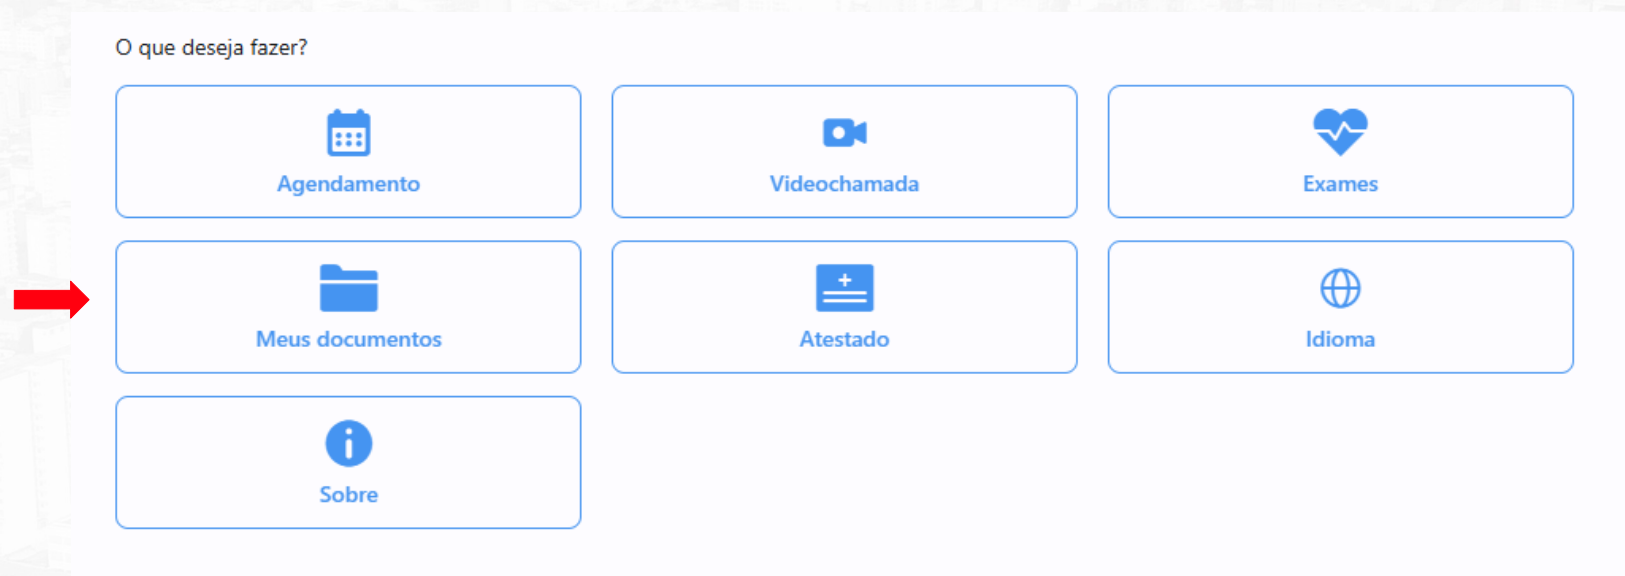 O que deseja fazer?
Agendamento
Videochamada
Exames
Meus documentos
Atestado
Idioma
Sobre